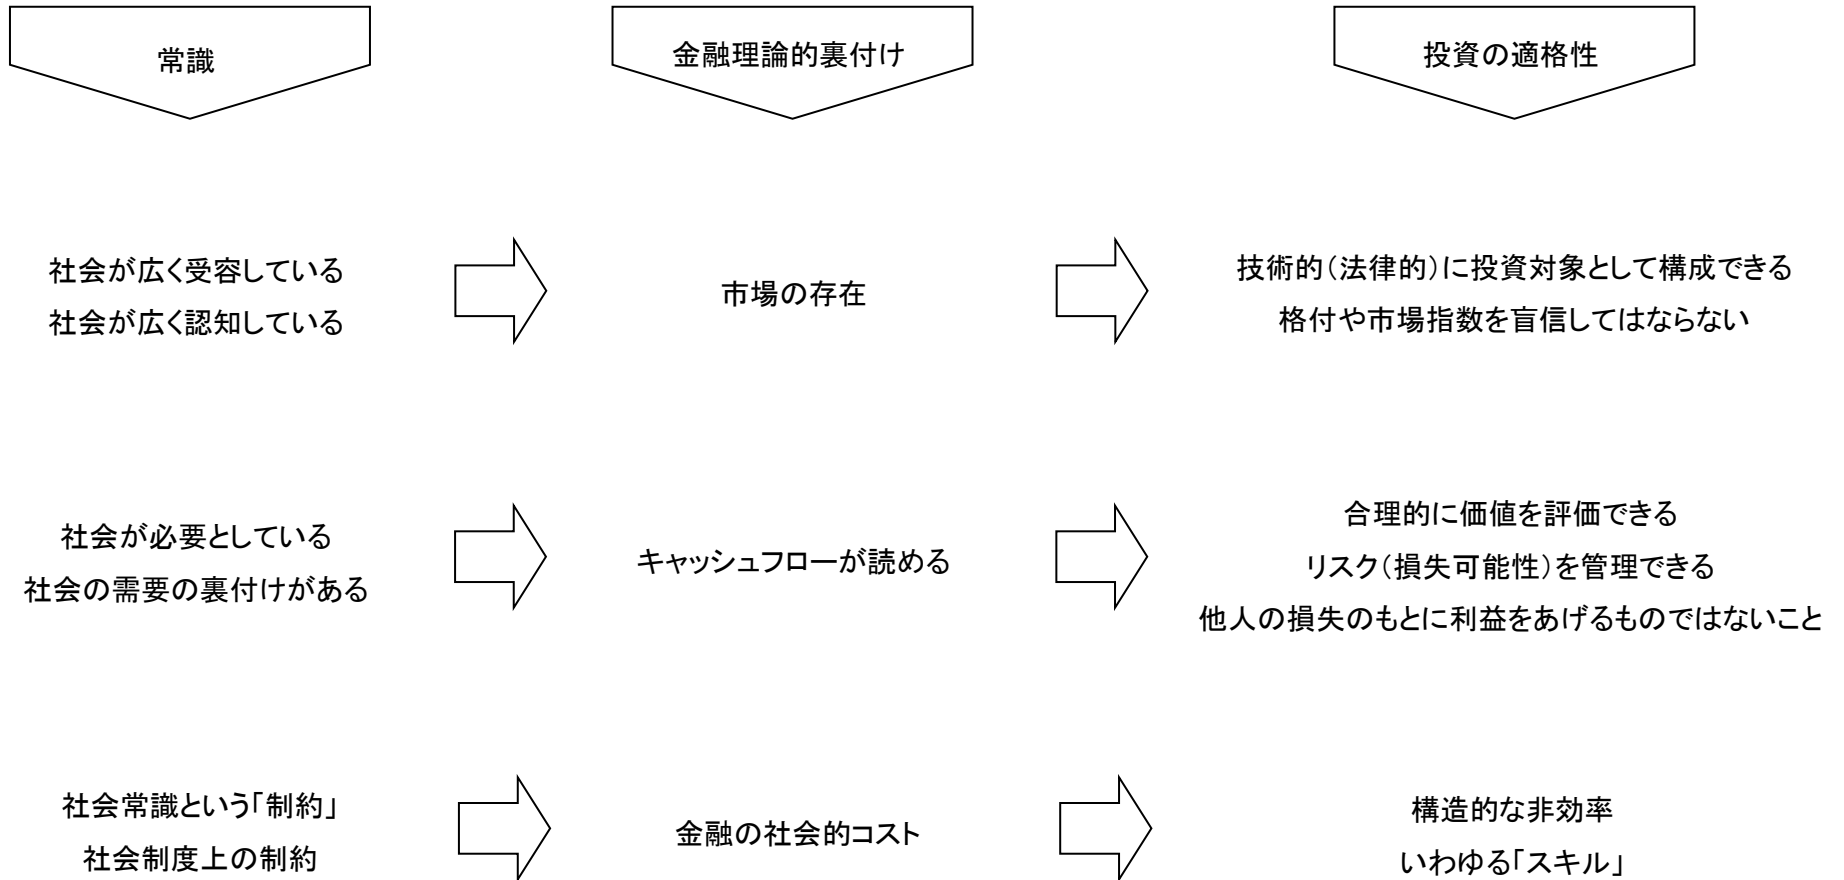 常識
金融理論的裏付け
投資の適格性
社会が広く受容している
社会が広く認知している
市場の存在
技術的（法律的）に投資対象として構成できる
格付や市場指数を盲信してはならない
社会が必要としている
社会の需要の裏付けがある
キャッシュフローが読める
合理的に価値を評価できる
リスク（損失可能性）を管理できる
他人の損失のもとに利益をあげるものではないこと
社会常識という「制約」
社会制度上の制約
金融の社会的コスト
構造的な非効率
いわゆる「スキル」